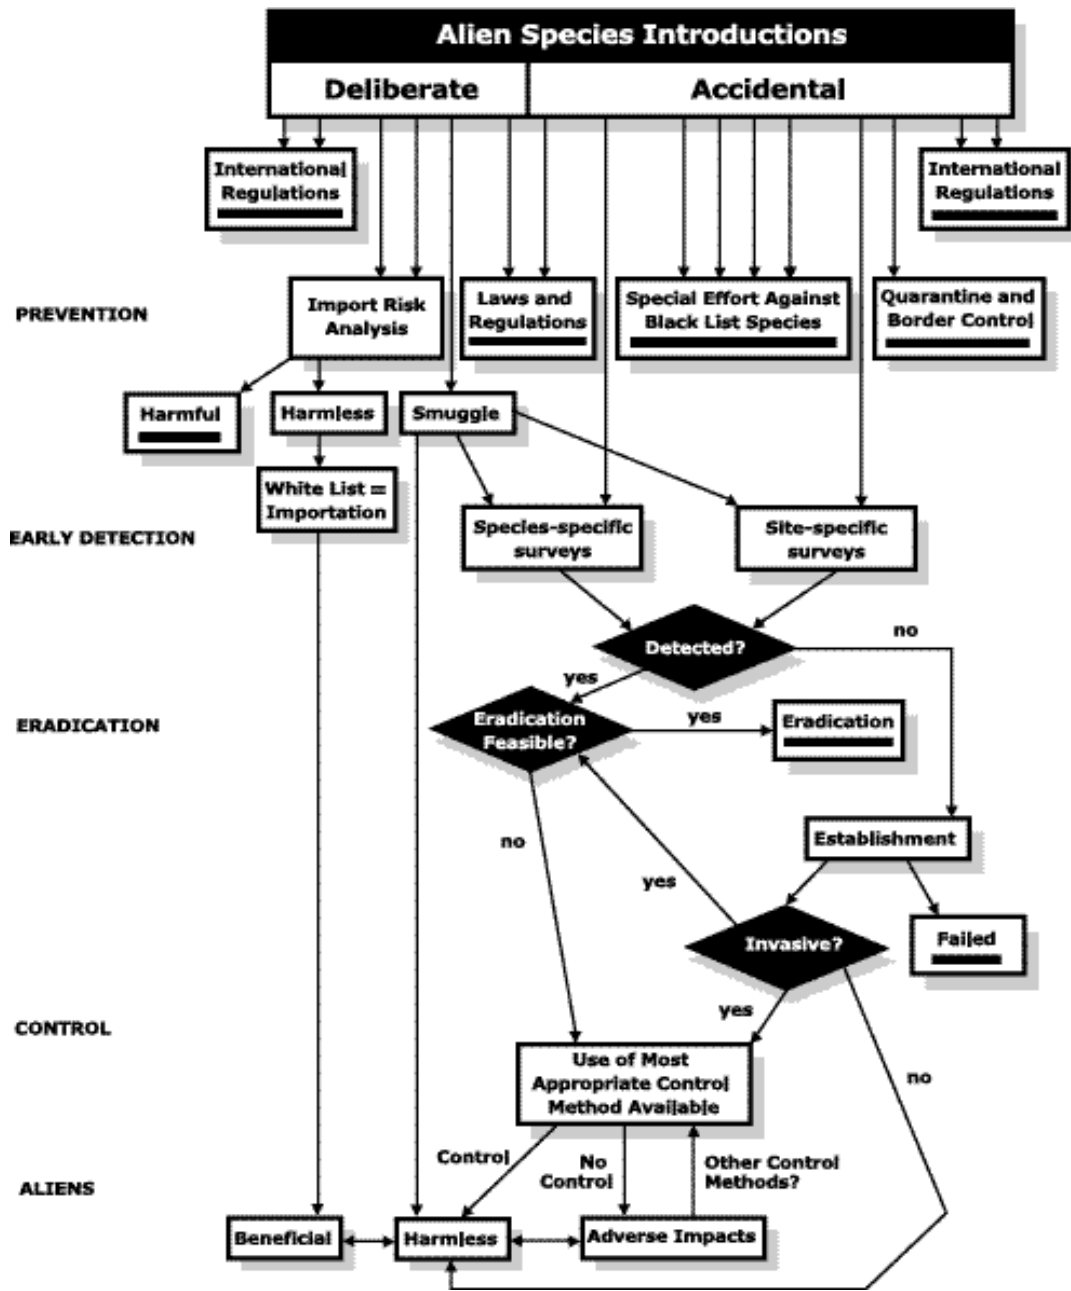 Alien Species Introductions
Deliberate
Accidental
International
Regulations
International
Regulations
PREVENTION
Import Risk
Analysis
Laws and
Regulations
Special Effort Against
Black List Species
Quarantine and
Border Control
Harmful
Harmless
Smuggle
White List =
Importation
EARLY DETECTION
Species-specific
surveys
Site-specific
surveys
Detected?
no
yes
ERADICATION
Eradication
Feasible?
yes
Eradication
no
Establishment
yes
Invasive?
Failed
yes
no
CONTROL
Use of Most
Appropriate Control
Method Available
Control
No
Control
Other Control
Methods?
ALIENS
Beneficial
Harmless
Adverse Impacts